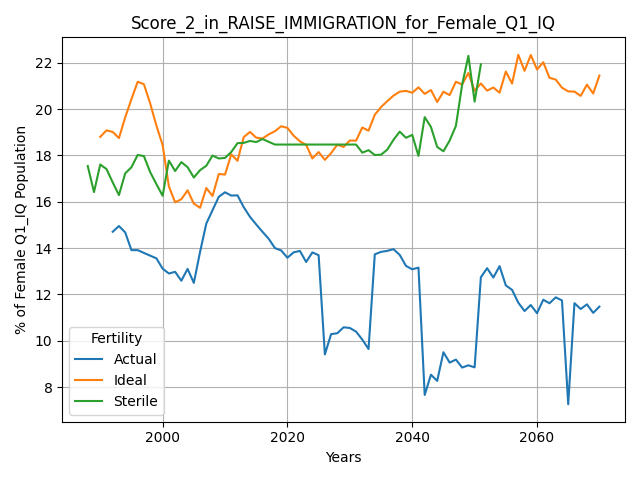 Score_2_in_RAISE_IMMIGRATION_for_Female_Q1_IQ
% of Female Q1_IQ Population
22
20
18
16
14
12
10
8
Fertility
Actual
Ideal
Sterile
2000
2020
2040
2060
Years